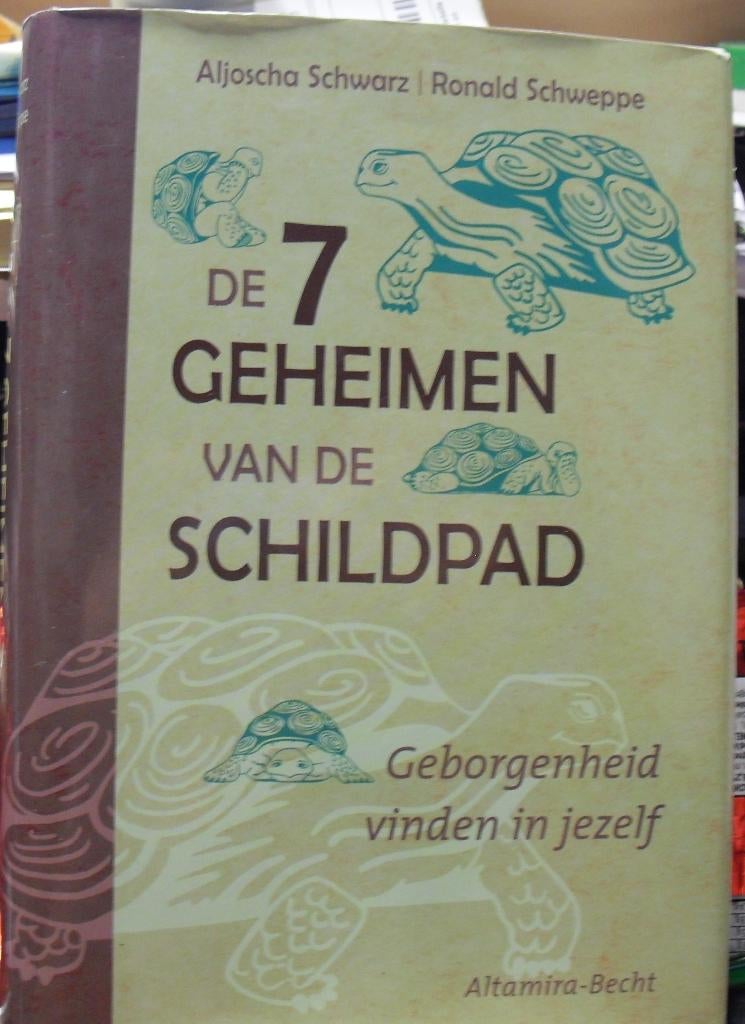 Aljoscha Schwarz | Ronald Schweppe
DE 7
GEHEIMEN
VAN DE
SCHILDPAD
Geborgenheid
vinden in jezelf
Altamira-Becht